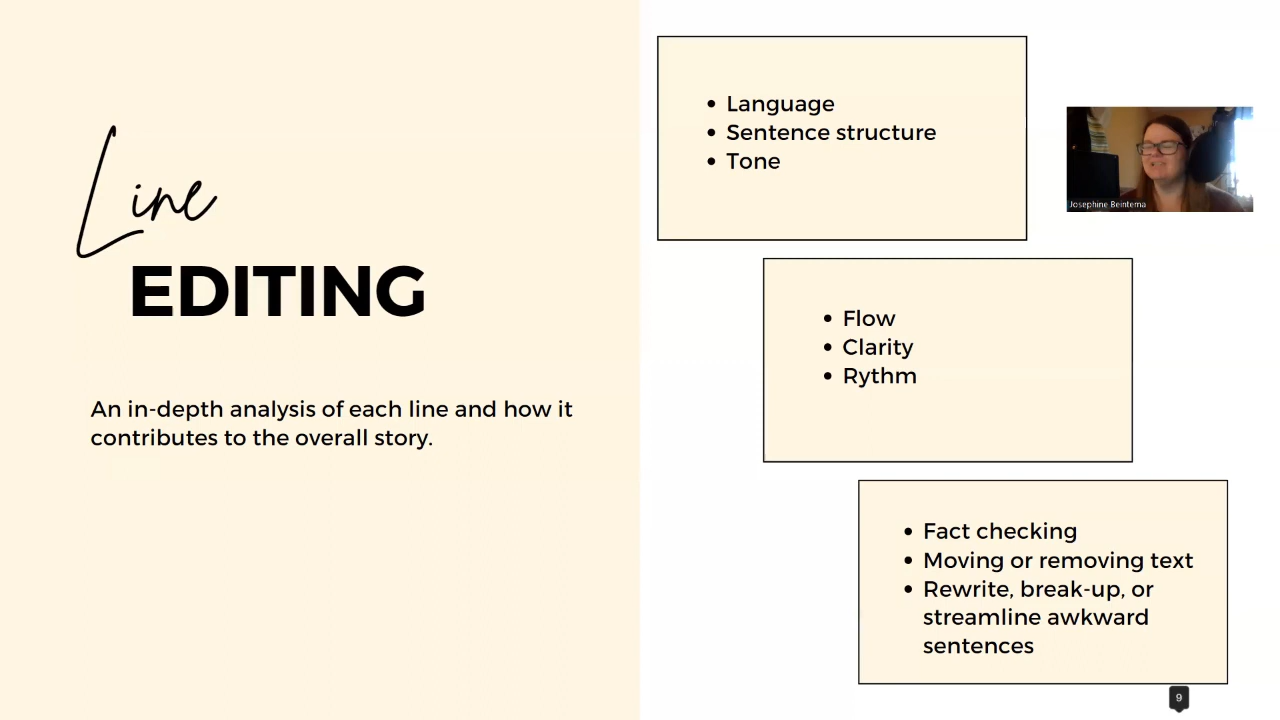 Line
EDITING
An in-depth analysis of each line and how it
contributes to the overall story.
• Language
• Sentence structure
• Tone
Josephine Beintema
• Flow
• Clarity
• Rythm
• Fact checking
• Moving or removing text
• Rewrite, break-up, or
streamline awkward
sentences
9